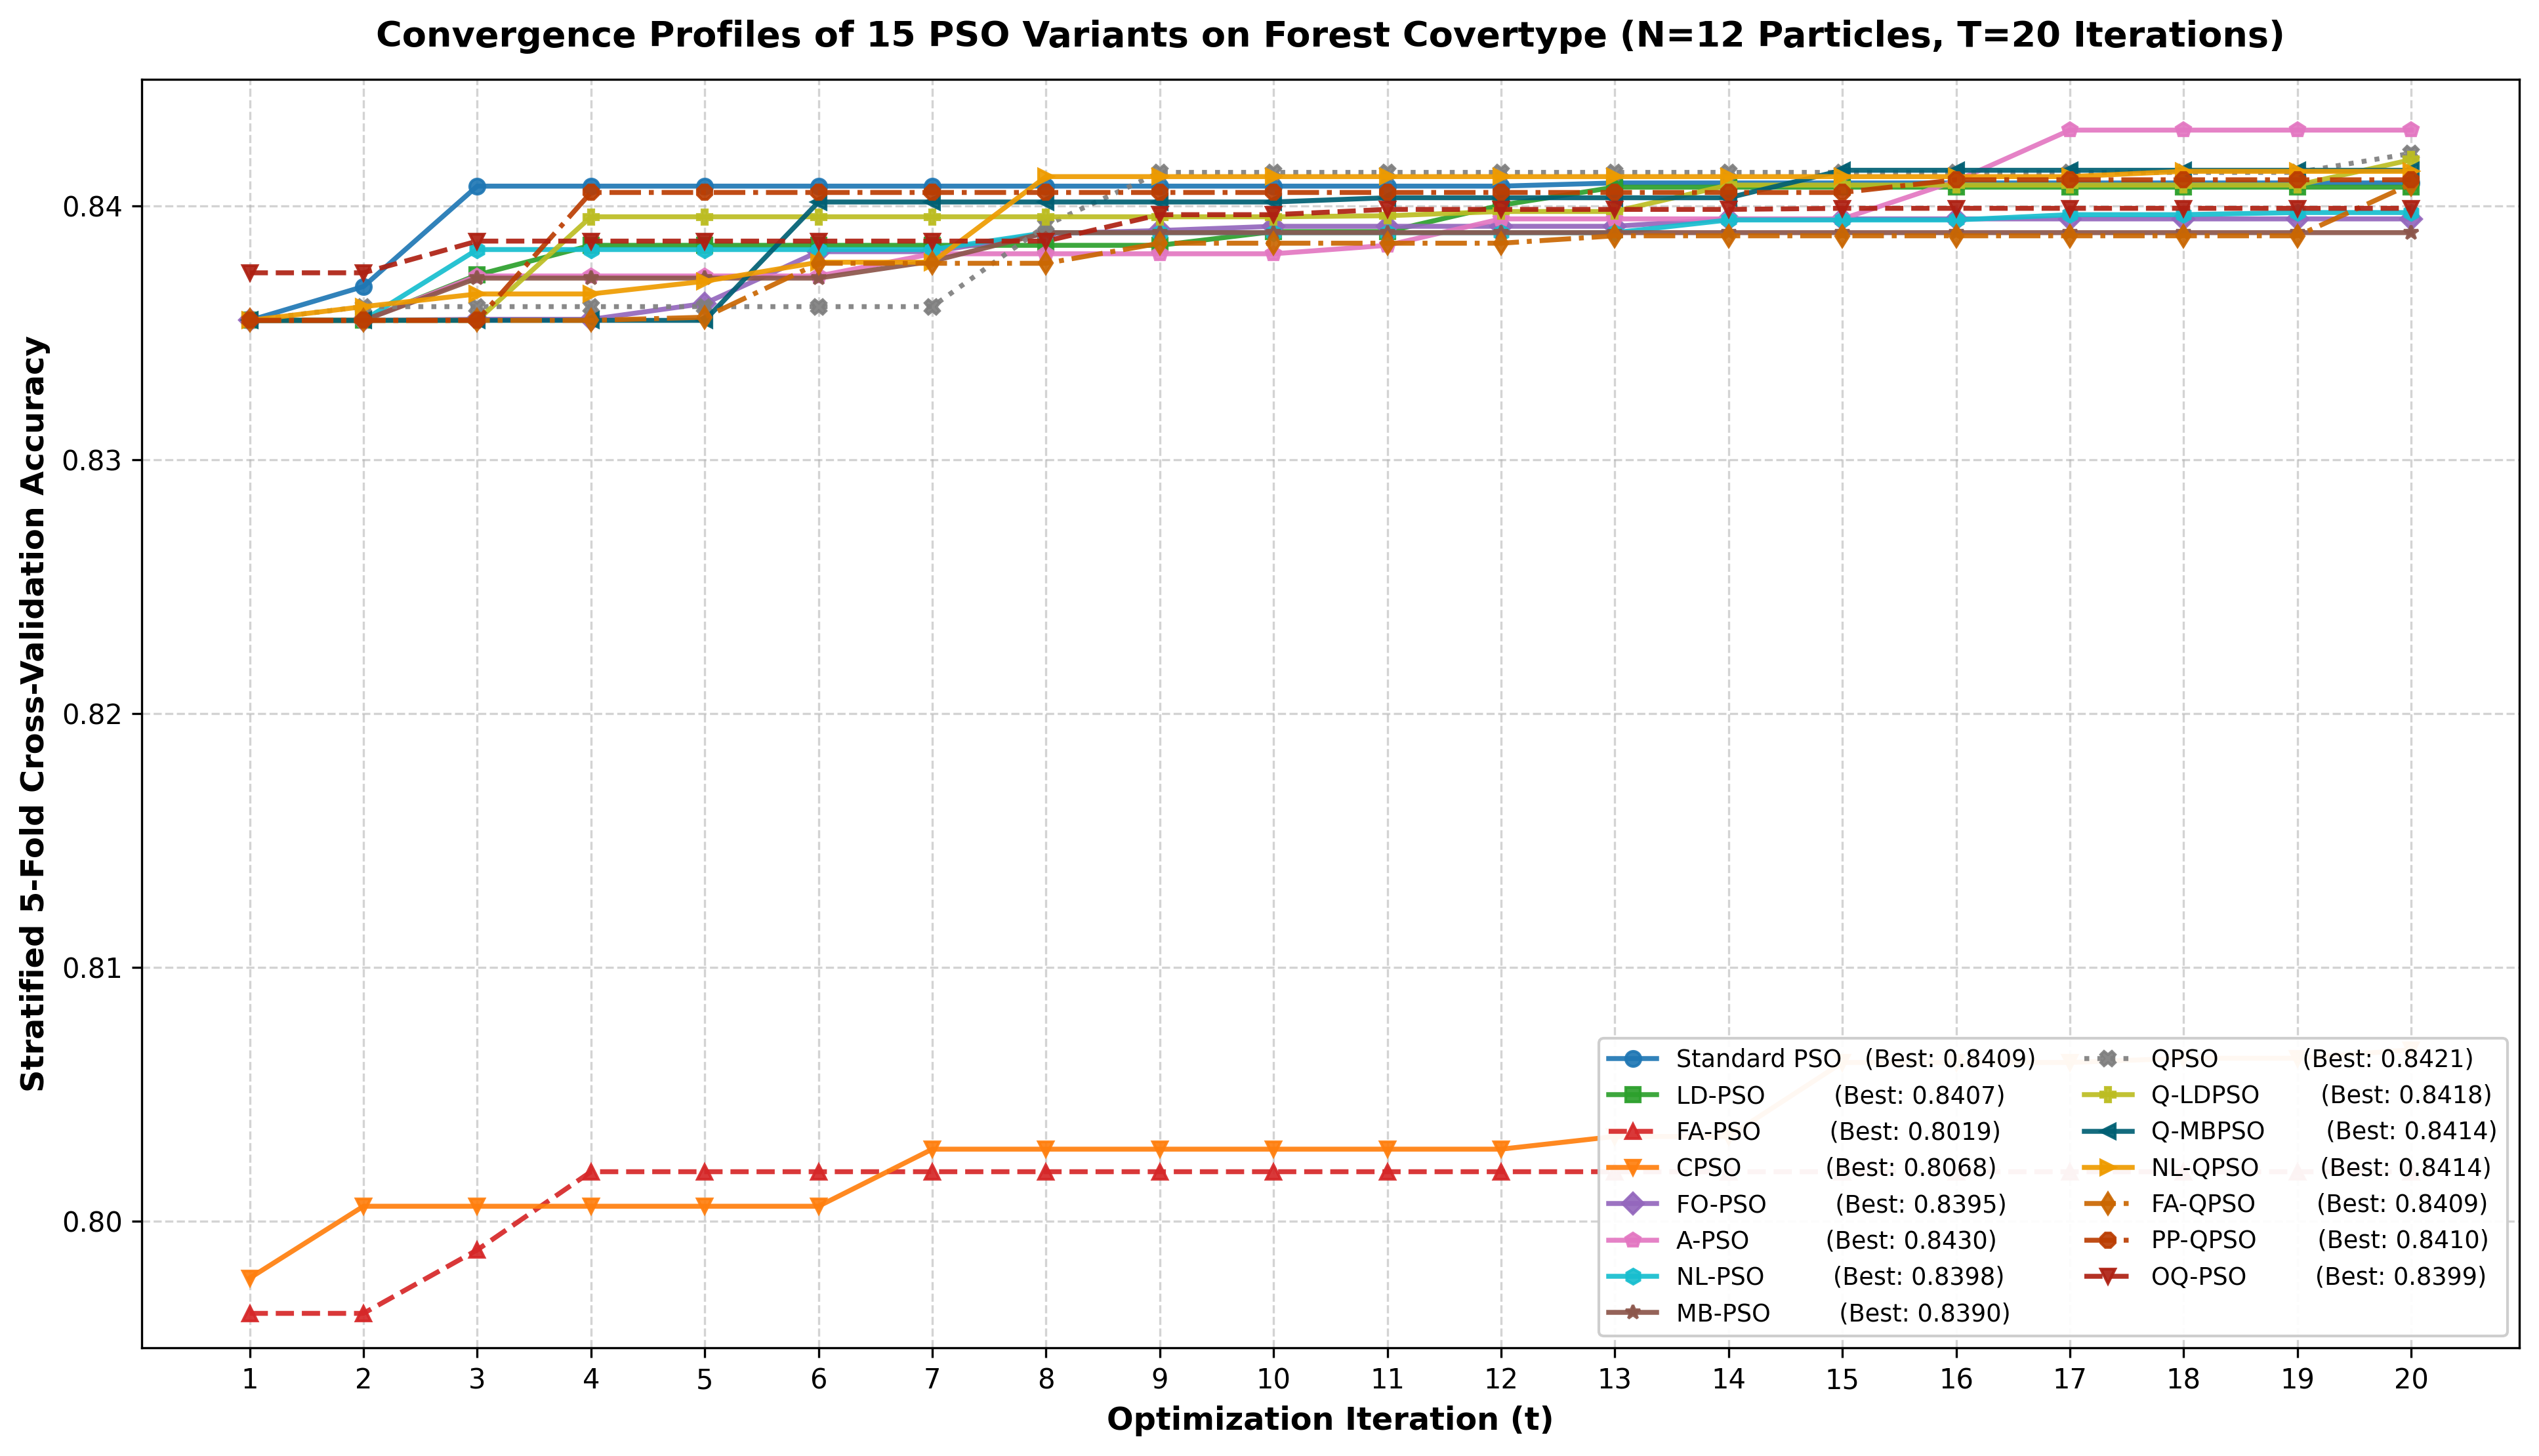 Convergence Profiles of 15 PSO Variants on Forest Covertype (N=12 Particles, T=20 Iterations)
Stratified 5-Fold Cross-Validation Accuracy
0.84
0.83
0.82
0.81
0.80
Standard PSO (Best: 0.8409)
LD-PSO (Best: 0.8407)
FA-PSO (Best: 0.8019)
CPSO (Best: 0.8068)
FO-PSO (Best: 0.8395)
A-PSO (Best: 0.8430)
NL-PSO (Best: 0.8398)
MB-PSO (Best: 0.8390)
QPSO (Best: 0.8421)
Q-LDPSO (Best: 0.8418)
Q-MBPSO (Best: 0.8414)
NL-QPSO (Best: 0.8414)
FA-QPSO (Best: 0.8409)
PP-QPSO (Best: 0.8410)
OQ-PSO (Best: 0.8399)
1 2 3 4 5 6 7 8 9 10 11 12 13 14 15 16 17 18 19 20
Optimization Iteration (t)